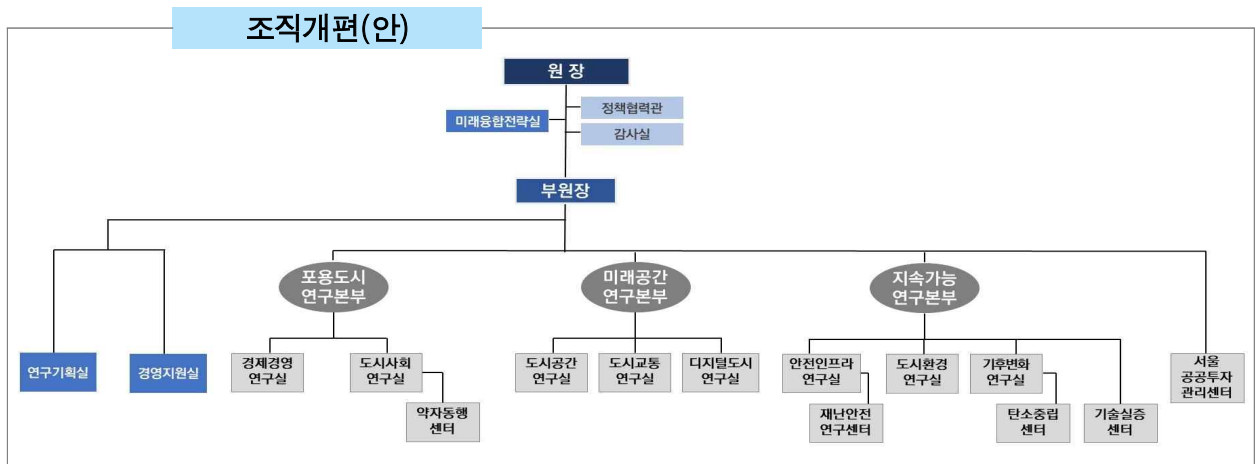 조직개편(안)
원 장
정책협력관
미래융합전략실
감사실
부원장
포용도시
연구본부
미래공간
연구본부
지속가능
연구본부
연구기획실
경영지원실
경제경영
연구실
도시사회
연구실
약자동행
센터
도시공간
연구실
도시교통
연구실
디지털도시
연구실
안전인프라
연구실
재난안전
연구센터
도시환경
연구실
기후변화
연구실
탄소중립
센터
기술실증
센터
서울
공공투자
관리센터